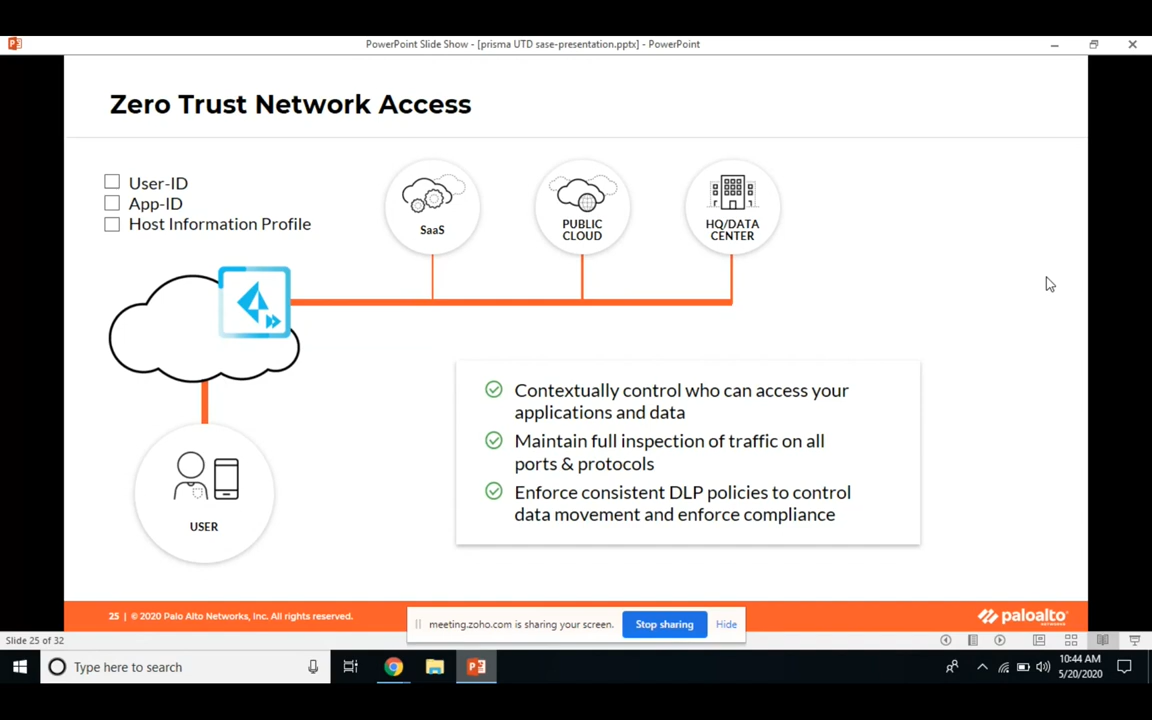 PowerPoint Slide Show - [prisma UTD sase-presentation.pptx] - PowerPoint
Zero Trust Network Access
User-ID
App-ID
Host Information Profile
SaaS
PUBLIC
CLOUD
HQ/DATA
CENTER
Contextually control who can access your
applications and data
Maintain full inspection of traffic on all
ports & protocols
Enforce consistent DLP policies to control
data movement and enforce compliance
USER
25 | © 2020 Palo Alto Networks, Inc. All rights reserved.
meeting.zoho.com is sharing your screen.
Stop sharing
Hide
paloalto
NETWORKS
Slide 25 of 32
Type here to search
10:44 AM
5/20/2020